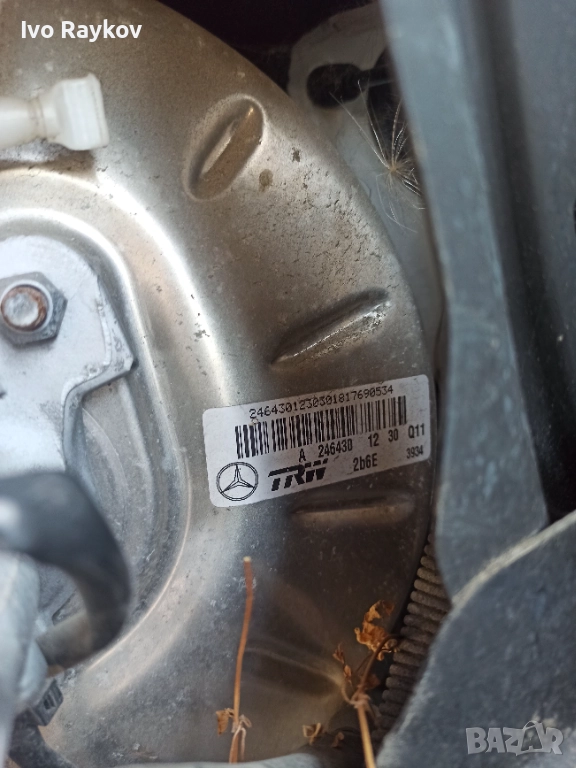 Ivo Raykov
2464301230301817690534
A 246430 12 30 Q11
TRW 2b6E 3934
BAZAR